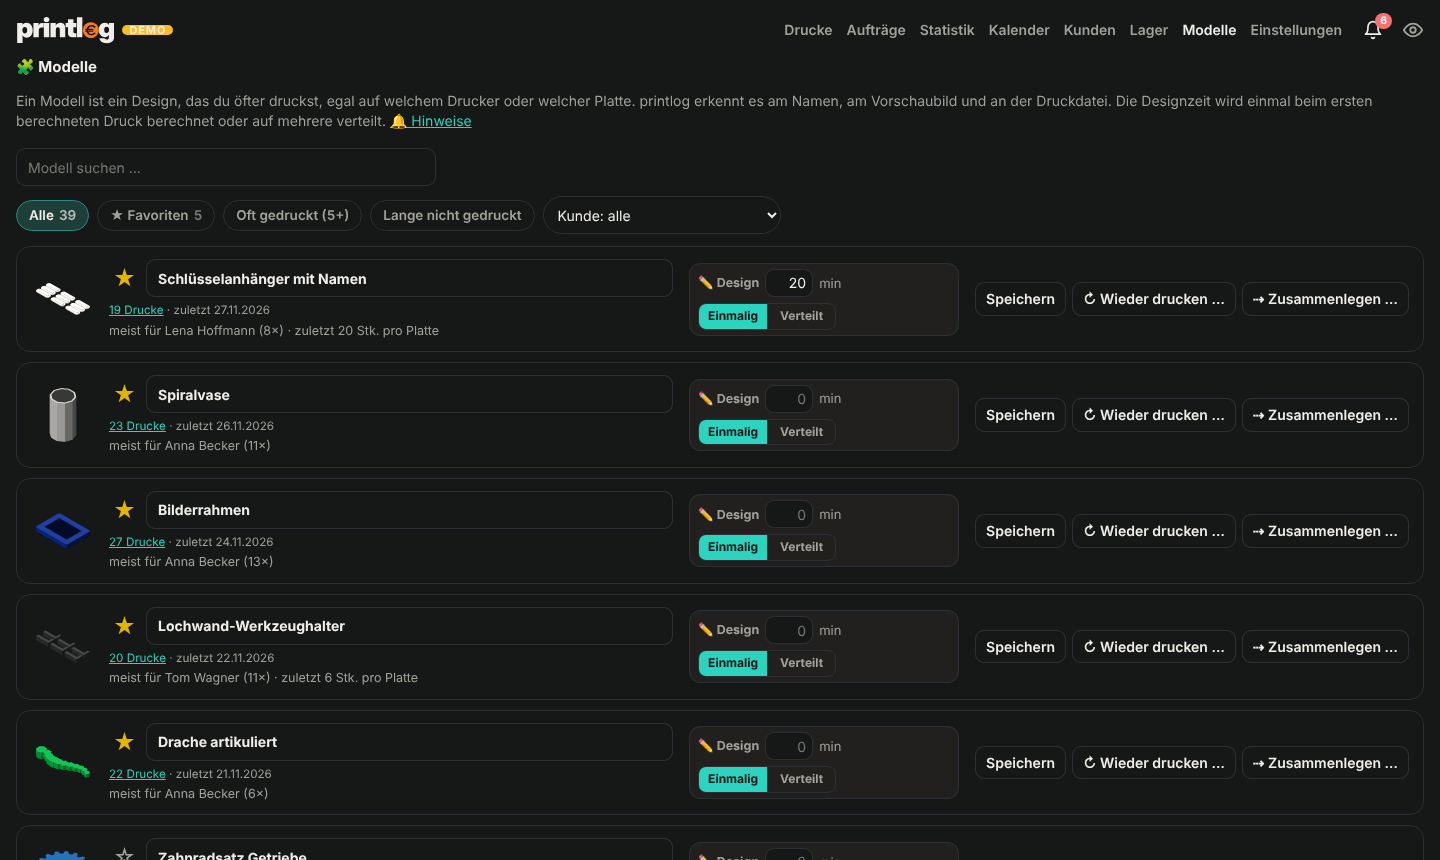 printlog DEMO
Drucke Aufträge Statistik Kalender Kunden Lager Modelle Einstellungen 6
🧩 Modelle
Ein Modell ist ein Design, das du öfter druckst, egal auf welchem Drucker oder welcher Platte. printlog erkennt es am Namen, am Vorschaubild und an der Druckdatei. Die Designzeit wird einmal beim ersten
berechneten Druck berechnet oder auf mehrere verteilt. 🔔 Hinweise
Modell suchen ...
Alle 39 ★ Favoriten 5 Oft gedruckt (5+) Lange nicht gedruckt Kunde: alle
★ Schlüsselanhänger mit Namen
19 Drucke · zuletzt 27.11.2026
meist für Lena Hoffmann (8×) · zuletzt 20 Stk. pro Platte
✏️ Design 20 min
Einmalig Verteilt
Speichern ↻ Wieder drucken ... ⇢ Zusammenlegen ...
★ Spiralvase
23 Drucke · zuletzt 26.11.2026
meist für Anna Becker (11×)
✏️ Design 0 min
Einmalig Verteilt
Speichern ↻ Wieder drucken ... ⇢ Zusammenlegen ...
★ Bilderrahmen
27 Drucke · zuletzt 24.11.2026
meist für Anna Becker (13×)
✏️ Design 0 min
Einmalig Verteilt
Speichern ↻ Wieder drucken ... ⇢ Zusammenlegen ...
★ Lochwand-Werkzeughalter
20 Drucke · zuletzt 22.11.2026
meist für Tom Wagner (11×) · zuletzt 6 Stk. pro Platte
✏️ Design 0 min
Einmalig Verteilt
Speichern ↻ Wieder drucken ... ⇢ Zusammenlegen ...
★ Drache artikuliert
22 Drucke · zuletzt 21.11.2026
meist für Anna Becker (6×)
✏️ Design 0 min
Einmalig Verteilt
Speichern ↻ Wieder drucken ... ⇢ Zusammenlegen ...
☆ Zahnradsatz Getriebe
✏️ Design 0 min